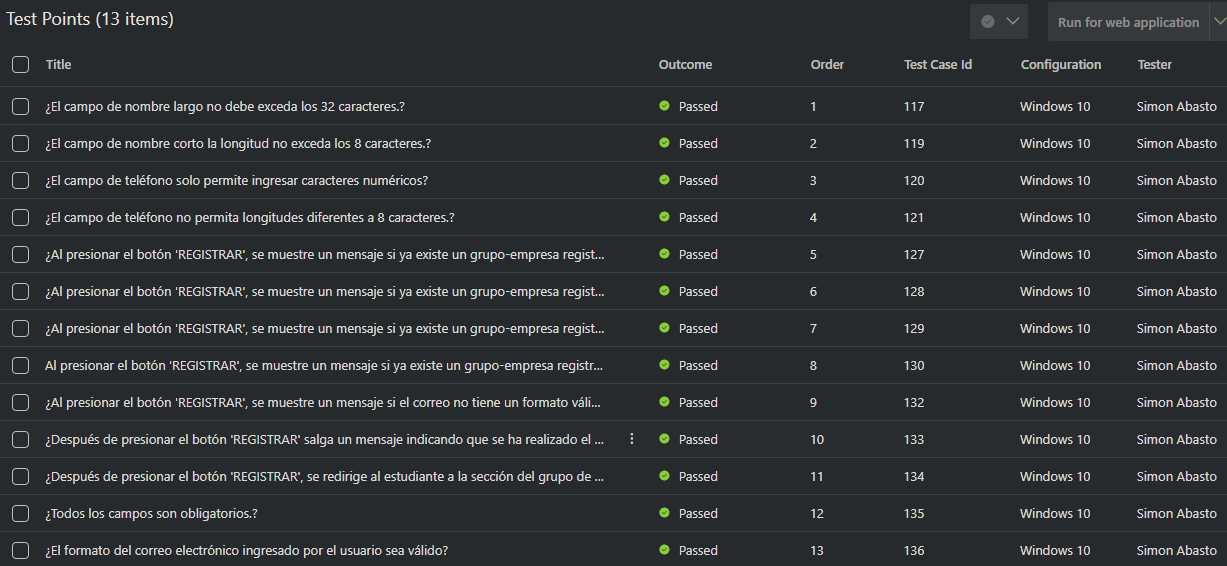 Test Points (13 items)
Run for web application
Title Outcome Order Test Case Id Configuration Tester
¿El campo de nombre largo no debe exceda los 32 caracteres.? Passed 1 117 Windows 10 Simon Abasto
¿El campo de nombre corto la longitud no exceda los 8 caracteres.? Passed 2 119 Windows 10 Simon Abasto
¿El campo de teléfono solo permite ingresar caracteres numéricos? Passed 3 120 Windows 10 Simon Abasto
¿El campo de teléfono no permita longitudes diferentes a 8 caracteres.? Passed 4 121 Windows 10 Simon Abasto
¿Al presionar el botón 'REGISTRAR', se muestre un mensaje si ya existe un grupo-empresa regist... Passed 5 127 Windows 10 Simon Abasto
¿Al presionar el botón 'REGISTRAR', se muestre un mensaje si ya existe un grupo-empresa regist... Passed 6 128 Windows 10 Simon Abasto
¿Al presionar el botón 'REGISTRAR', se muestre un mensaje si ya existe un grupo-empresa regist... Passed 7 129 Windows 10 Simon Abasto
Al presionar el botón 'REGISTRAR', se muestre un mensaje si ya existe un grupo-empresa registr... Passed 8 130 Windows 10 Simon Abasto
¿Al presionar el botón 'REGISTRAR', se muestre un mensaje si el correo no tiene un formato váli... Passed 9 132 Windows 10 Simon Abasto
¿Después de presionar el botón 'REGISTRAR' salga un mensaje indicando que se ha realizado el ... Passed 10 133 Windows 10 Simon Abasto
¿Después de presionar el botón 'REGISTRAR', se redirige al estudiante a la sección del grupo de ... Passed 11 134 Windows 10 Simon Abasto
¿Todos los campos son obligatorios.? Passed 12 135 Windows 10 Simon Abasto
¿El formato del correo electrónico ingresado por el usuario sea válido? Passed 13 136 Windows 10 Simon Abasto